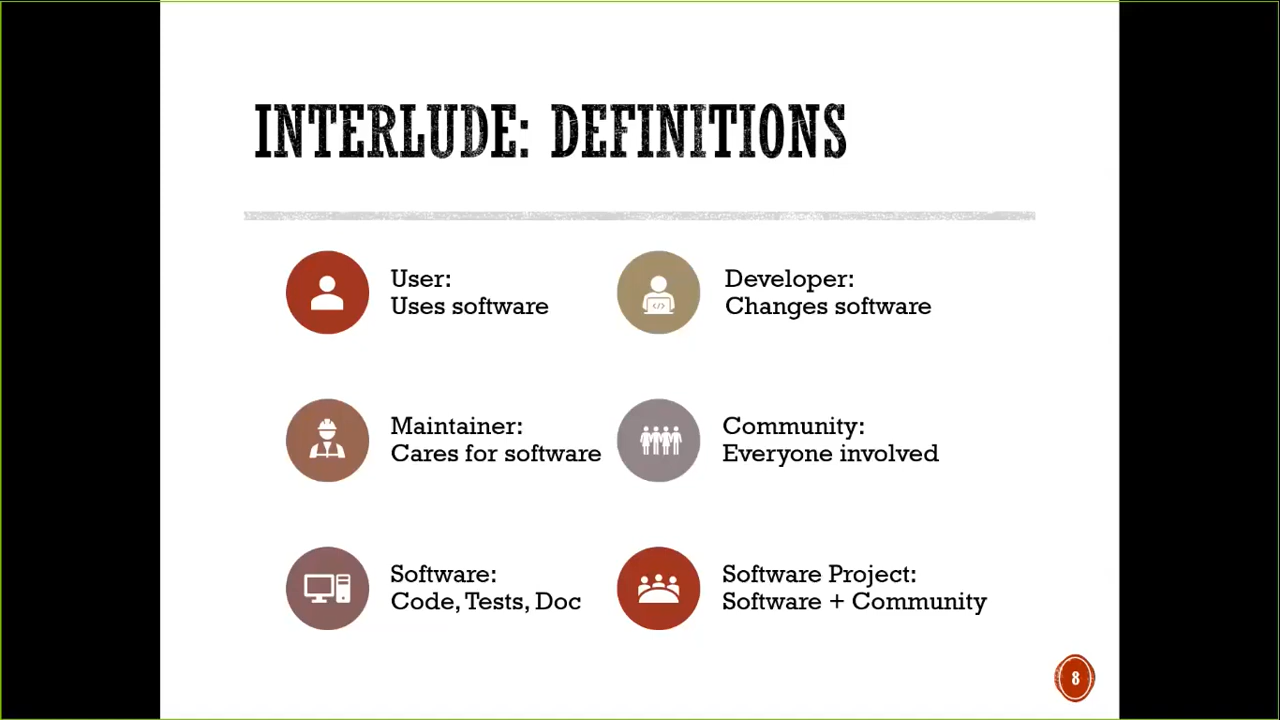 INTERLUDE: DEFINITIONS
User:
Uses software
Developer:
Changes software
Maintainer:
Cares for software
Community:
Everyone involved
Software:
Code, Tests, Doc
Software Project:
Software + Community
8